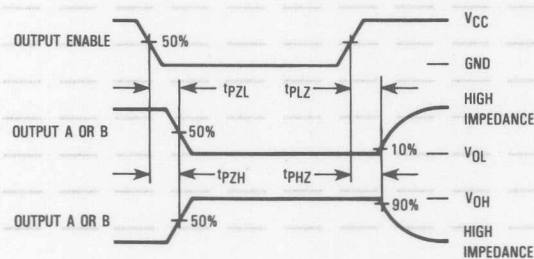 OUTPUT ENABLE
50%
VCC
GND
tPZL
tPLZ
HIGH
IMPEDANCE
OUTPUT A OR B
50%
10%
VOL
tPZH
tPHZ
VOH
90%
OUTPUT A OR B
50%
HIGH
IMPEDANCE